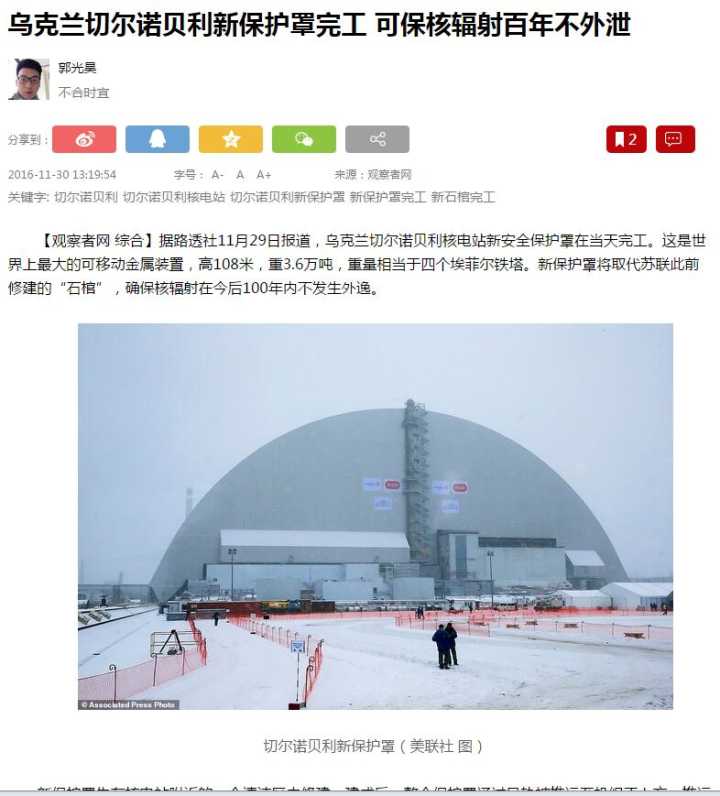 乌克兰切尔诺贝利新保护罩完工 可保核辐射百年不外泄
郭光昊
不合时宜
分享到：
2
2016-11-30 13:19:54 字号： A- A A+ 来源：观察者网
关键字: 切尔诺贝利 切尔诺贝利核电站 切尔诺贝利新保护罩 新保护罩完工 新石棺完工
【观察者网 综合】据路透社11月29日报道，乌克兰切尔诺贝利核电站新安全保护罩在当天完工。这是世
界上最大的可移动金属装置，高108米，重3.6万吨，重量相当于四个埃菲尔铁塔。新保护罩将取代苏联此前
修建的“石棺”，确保核辐射在今后100年内不发生外逸。
© Associated Press Photo
切尔诺贝利新保护罩（美联社 图）